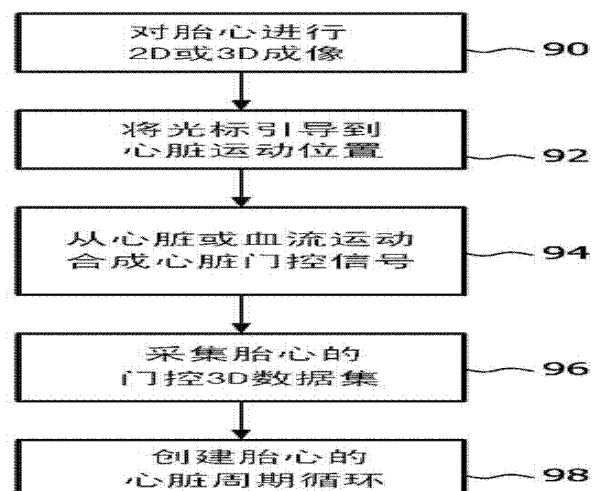 对胎心进行
2D或3D成像
90
将光标引导到
心脏运动位置
92
从心脏或血流运动
合成心脏门控信号
94
采集胎心的
门控3D数据集
96
创建胎心的
心脏周期循环
98